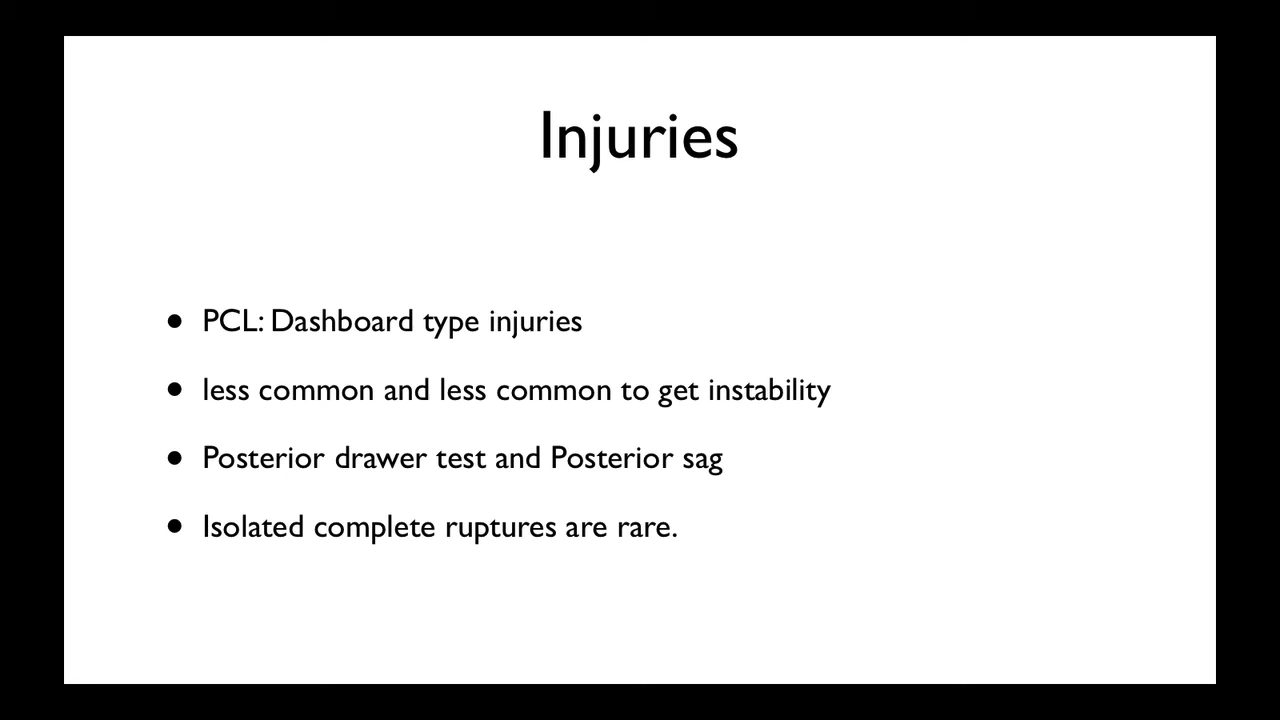 Injuries
• PCL: Dashboard type injuries
• less common and less common to get instability
• Posterior drawer test and Posterior sag
• Isolated complete ruptures are rare.